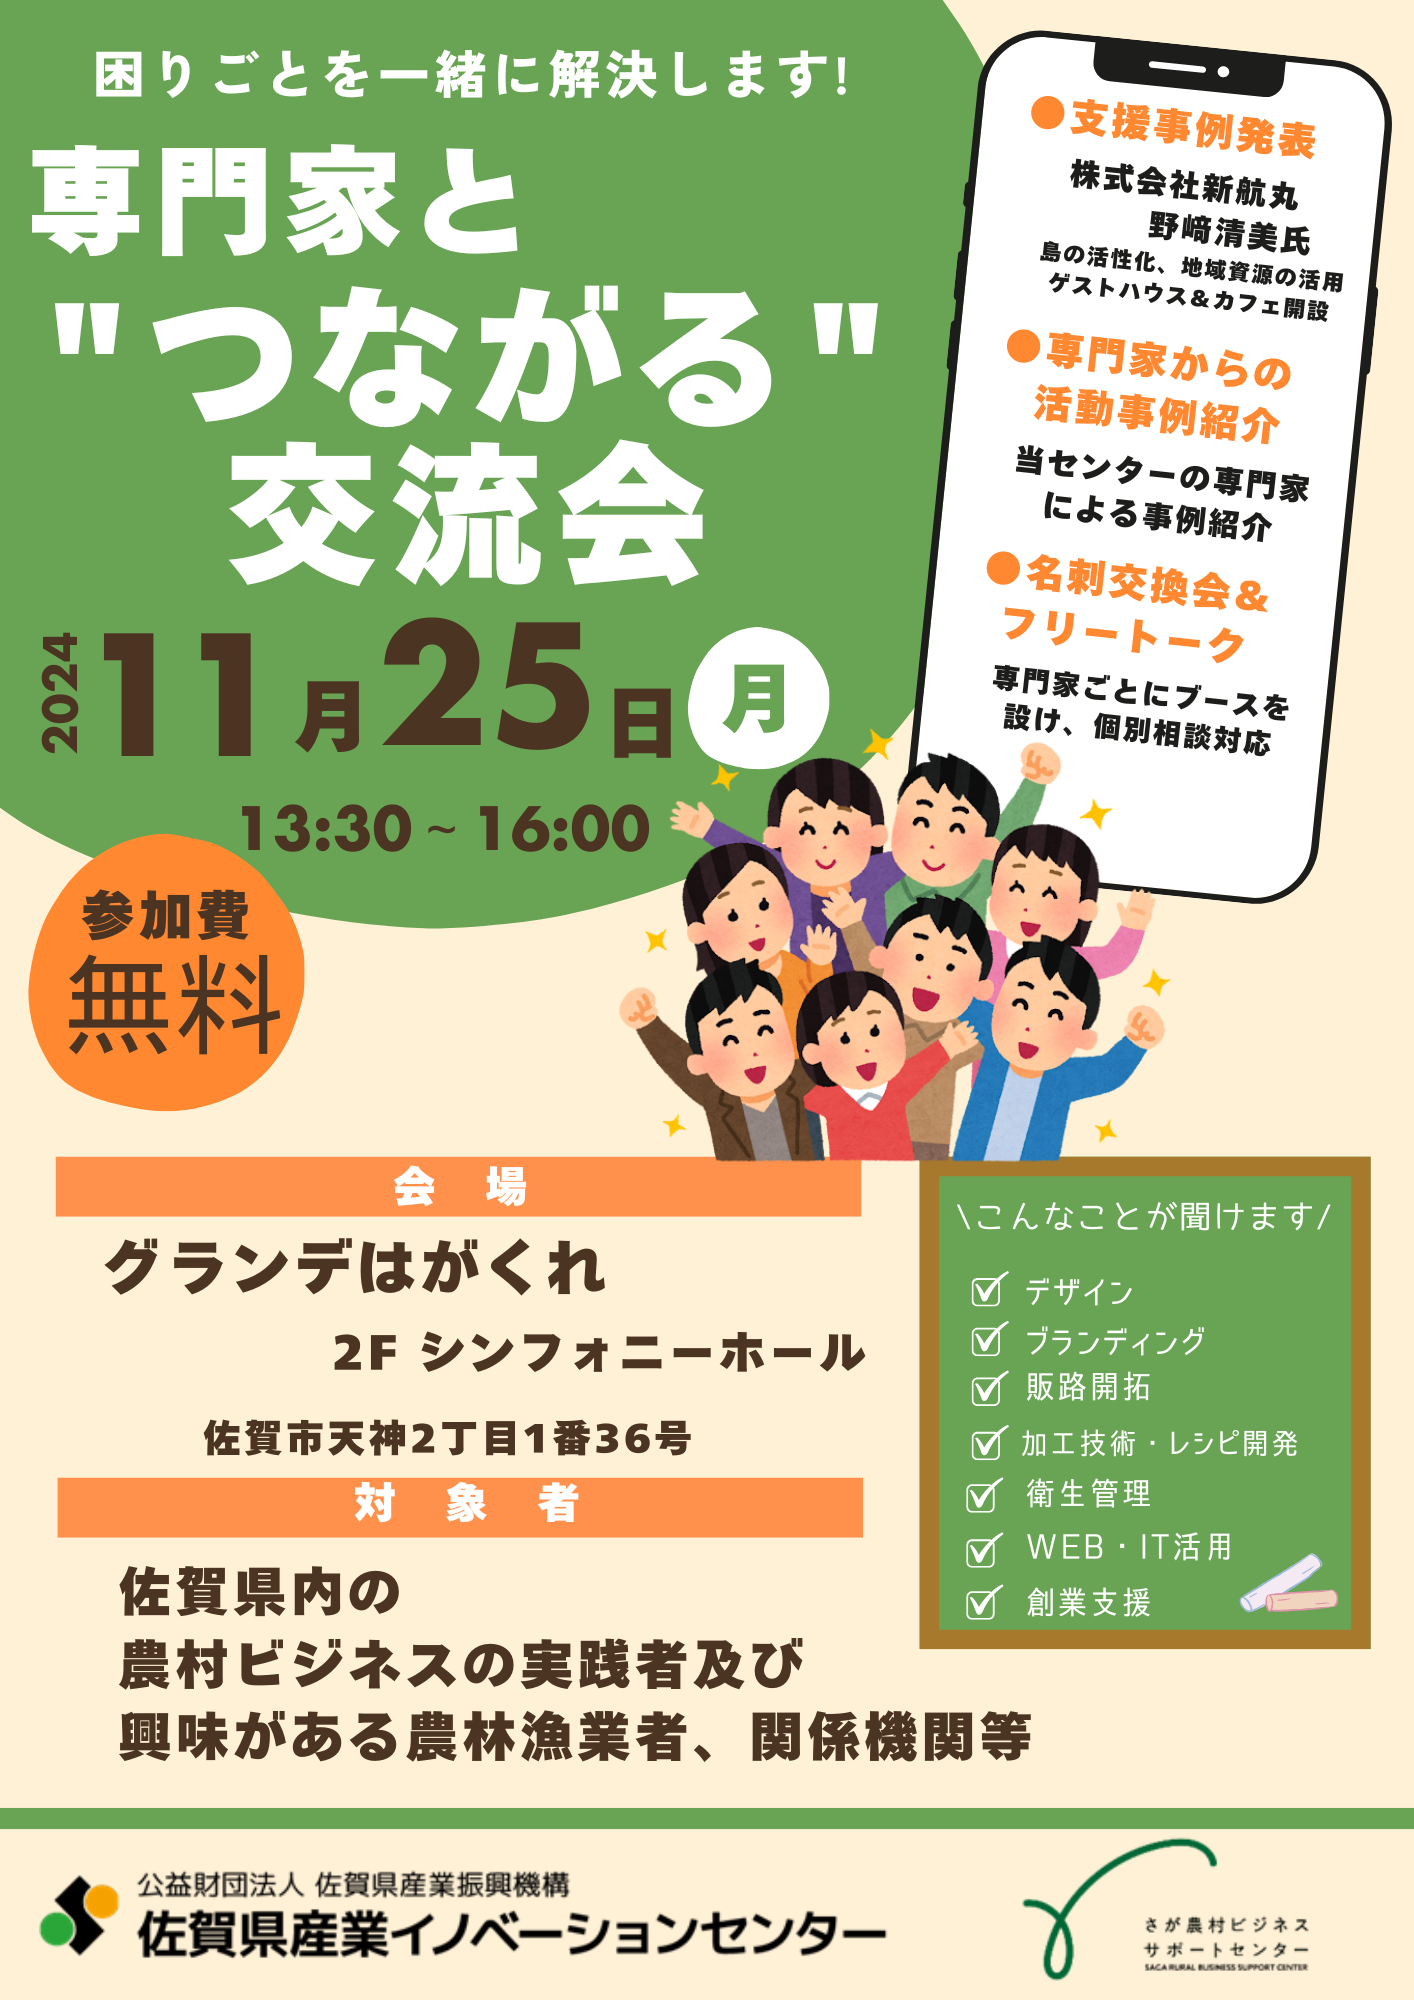 困りごとを一緒に解決します!
専門家と
"つながる"
交流会
2024
11月25日 月
13:30 ~ 16:00
参加費
無料
●支援事例発表
株式会社新航丸
野﨑清美氏
島の活性化、地域資源の活用
ゲストハウス＆カフェ開設
●専門家からの
活動事例紹介
当センターの専門家
による事例紹介
●名刺交換会&
フリートーク
専門家ごとにブースを
設け、個別相談対応
会 場
グランデはがくれ
2F シンフォニーホール
佐賀市天神2丁目1番36号
対 象 者
佐賀県内の
農村ビジネスの実践者及び
興味がある農林漁業者、関係機関等
\こんなことが聞けます/
デザイン
ブランディング
販路開拓
加工技術・レシピ開発
衛生管理
WEB・IT活用
創業支援
公益財団法人 佐賀県産業振興機構
佐賀県産業イノベーションセンター
さが農村ビジネス
サポートセンター
SAGA RURAL BUSINESS SUPPORT CENTER